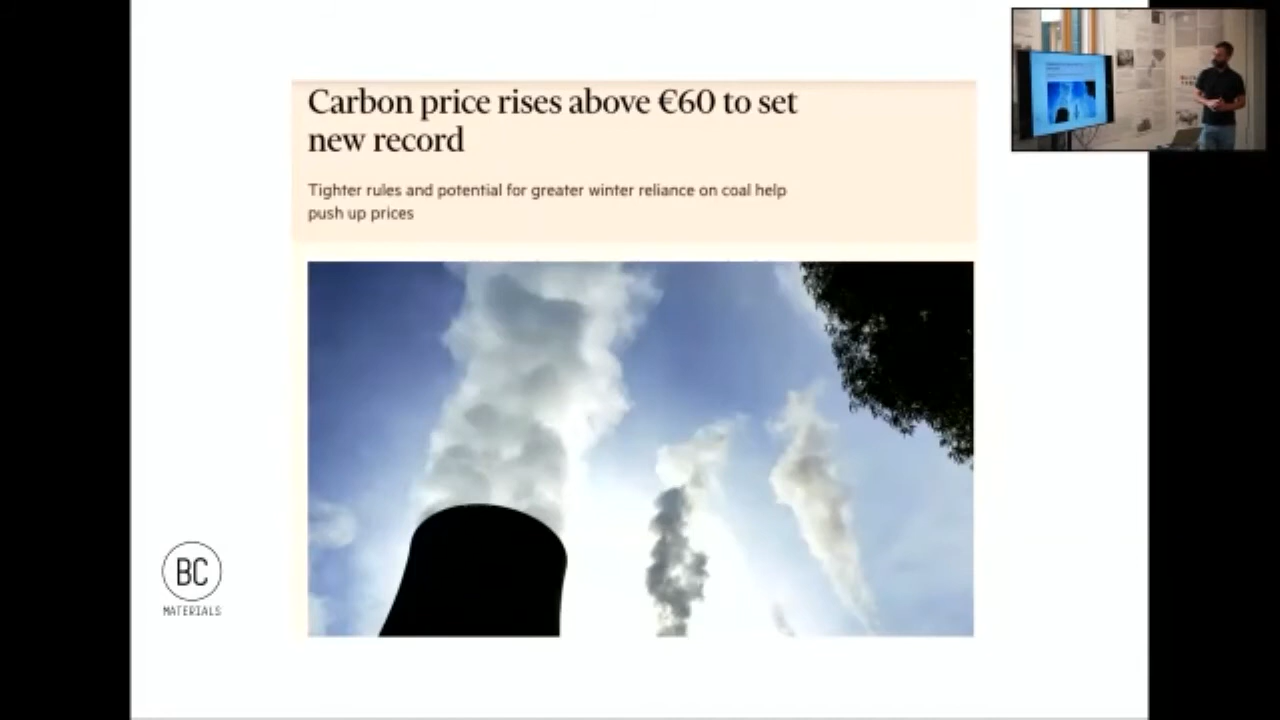 Carbon price rises above €60 to set
new record
Tighter rules and potential for greater winter reliance on coal help
push up prices
BC
MATERIALS